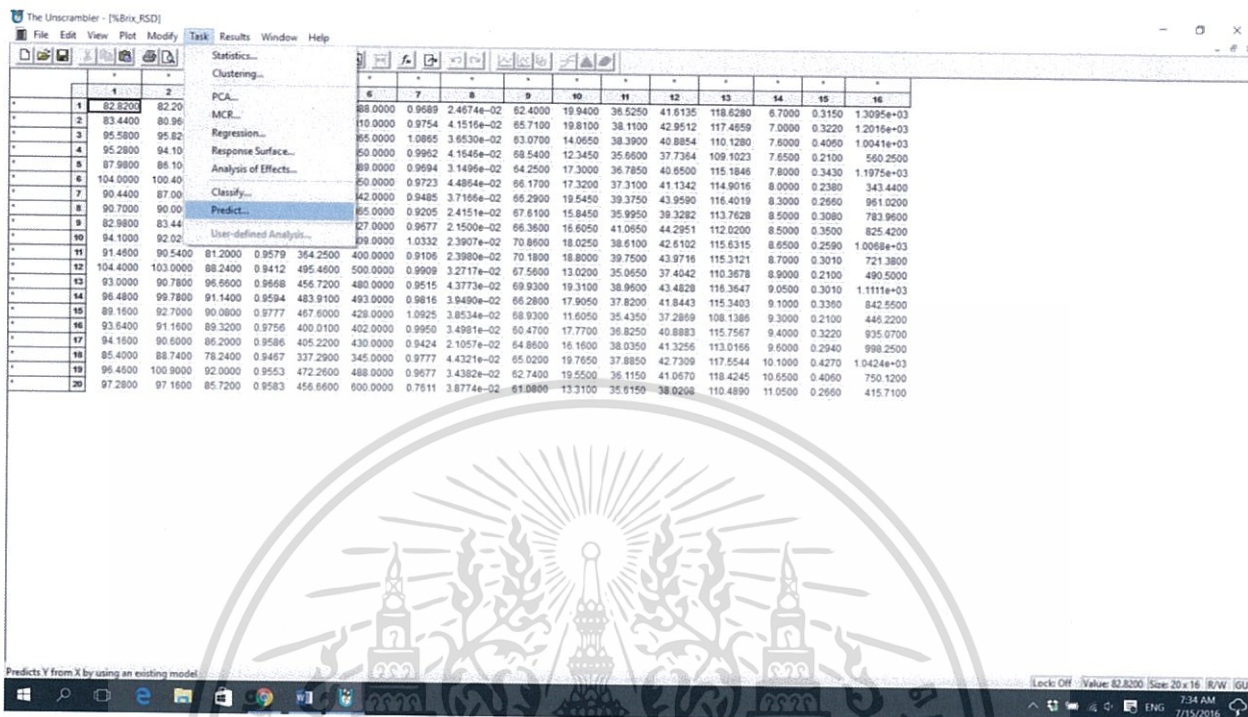 The Unscrambler - [%Brix_RSD]
File Edit View Plot Modify Task Results Window Help
Statistics...
Clustering...
PCA...
MCR...
Regression...
Response Surface...
Analysis of Effects...
Classify...
Predict...
User-defined Analysis...
1 2 6 7 8 9 10 11 12 13 14 15 16
1 82.8200 82.20 88.0000 0.9689 2.4674e-02 62.4000 19.9400 36.5250 41.6135 118.6280 6.7000 0.3150 1.3095e+03
2 83.4400 80.96 10.0000 0.9754 4.1516e-02 65.7100 19.8100 38.1100 42.9512 117.4659 7.0000 0.3220 1.2016e+03
3 95.5800 95.82 65.0000 1.0865 3.6530e-02 63.0700 14.0650 38.3900 40.8854 110.1280 7.6000 0.4060 1.0041e+03
4 95.2800 94.10 50.0000 0.9962 4.1646e-02 68.5400 12.3450 35.6600 37.7364 109.1023 7.6500 0.2100 560.2500
5 87.9800 86.10 89.0000 0.9694 3.1496e-02 64.2500 17.3000 36.7850 40.6500 115.1846 7.8000 0.3430 1.1975e+03
6 104.0000 100.40 50.0000 0.9723 4.4864e-02 66.1700 17.3200 37.3100 41.1342 114.9016 8.0000 0.2380 343.4400
7 90.4400 87.00 42.0000 0.9485 3.7166e-02 66.2900 19.5450 39.3750 43.9590 116.4019 8.3000 0.2660 961.0200
8 90.7000 90.00 65.0000 0.9205 2.4151e-02 67.6100 15.8450 35.9950 39.3282 113.7628 8.5000 0.3080 783.9600
9 82.9800 83.44 27.0000 0.9677 2.1500e-02 66.3600 16.6050 41.0650 44.2951 112.0200 8.5000 0.3500 825.4200
10 94.1000 92.02 09.0000 1.0332 2.3907e-02 70.8600 18.0250 38.6100 42.6102 115.6315 8.6500 0.2590 1.0068e+03
11 91.4600 90.5400 81.2000 0.9579 364.2500 400.0000 0.9106 2.3980e-02 70.1800 18.8000 39.7500 43.9716 115.3121 8.7000 0.3010 721.3800
12 104.4000 103.0000 88.2400 0.9412 495.4600 500.0000 0.9909 3.2717e-02 67.5600 13.0200 35.0650 37.4042 110.3678 8.9000 0.2100 490.5000
13 93.0000 90.7800 96.6600 0.9668 456.7200 480.0000 0.9515 4.3773e-02 69.9300 19.3100 38.9600 43.4828 116.3647 9.0500 0.3010 1.1111e+03
14 96.4800 99.7800 91.1400 0.9594 483.9100 493.0000 0.9816 3.9490e-02 66.2800 17.9050 37.8200 41.8443 115.3403 9.1000 0.3360 842.5500
15 89.1600 92.7000 90.0800 0.9777 467.6000 428.0000 1.0925 3.8534e-02 68.9300 11.6050 35.4350 37.2869 108.1386 9.3000 0.2100 446.2200
16 93.6400 91.1600 89.3200 0.9756 400.0100 402.0000 0.9950 3.4981e-02 60.4700 17.7700 36.8250 40.8883 115.7567 9.4000 0.3220 935.0700
17 94.1600 90.6000 86.2000 0.9586 405.2200 430.0000 0.9424 2.1057e-02 64.8600 16.1600 38.0350 41.3256 113.0166 9.6000 0.2940 998.2500
18 85.4000 88.7400 78.2400 0.9467 337.2900 345.0000 0.9777 4.4321e-02 65.0200 19.7650 37.8850 42.7309 117.5544 10.1000 0.4270 1.0424e+03
19 96.4600 100.9000 92.0000 0.9553 472.2600 488.0000 0.9677 3.4382e-02 62.7400 19.5500 36.1150 41.0670 118.4245 10.6500 0.4060 750.1200
20 97.2800 97.1600 85.7200 0.9583 456.6600 600.0000 0.7611 3.8774e-02 61.0800 13.3100 35.6150 38.0208 110.4890 11.0500 0.2660 415.7100
Predicts Y from X by using an existing model
Lock: Off Value: 82.8200 Size: 20 x 16 R/W GU
ENG 7:34 AM
7/15/2016